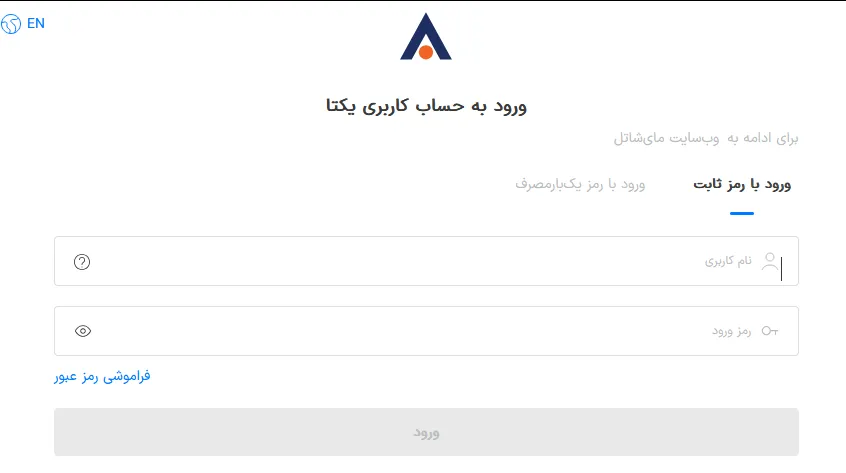 EN
ورود به حساب کاربری یکتا
برای ادامه به وب‌سایت مای‌شاتل
ورود با رمز ثابت
ورود با رمز یک‌بارمصرف
نام کاربری
رمز ورود
فراموشی رمز عبور
ورود